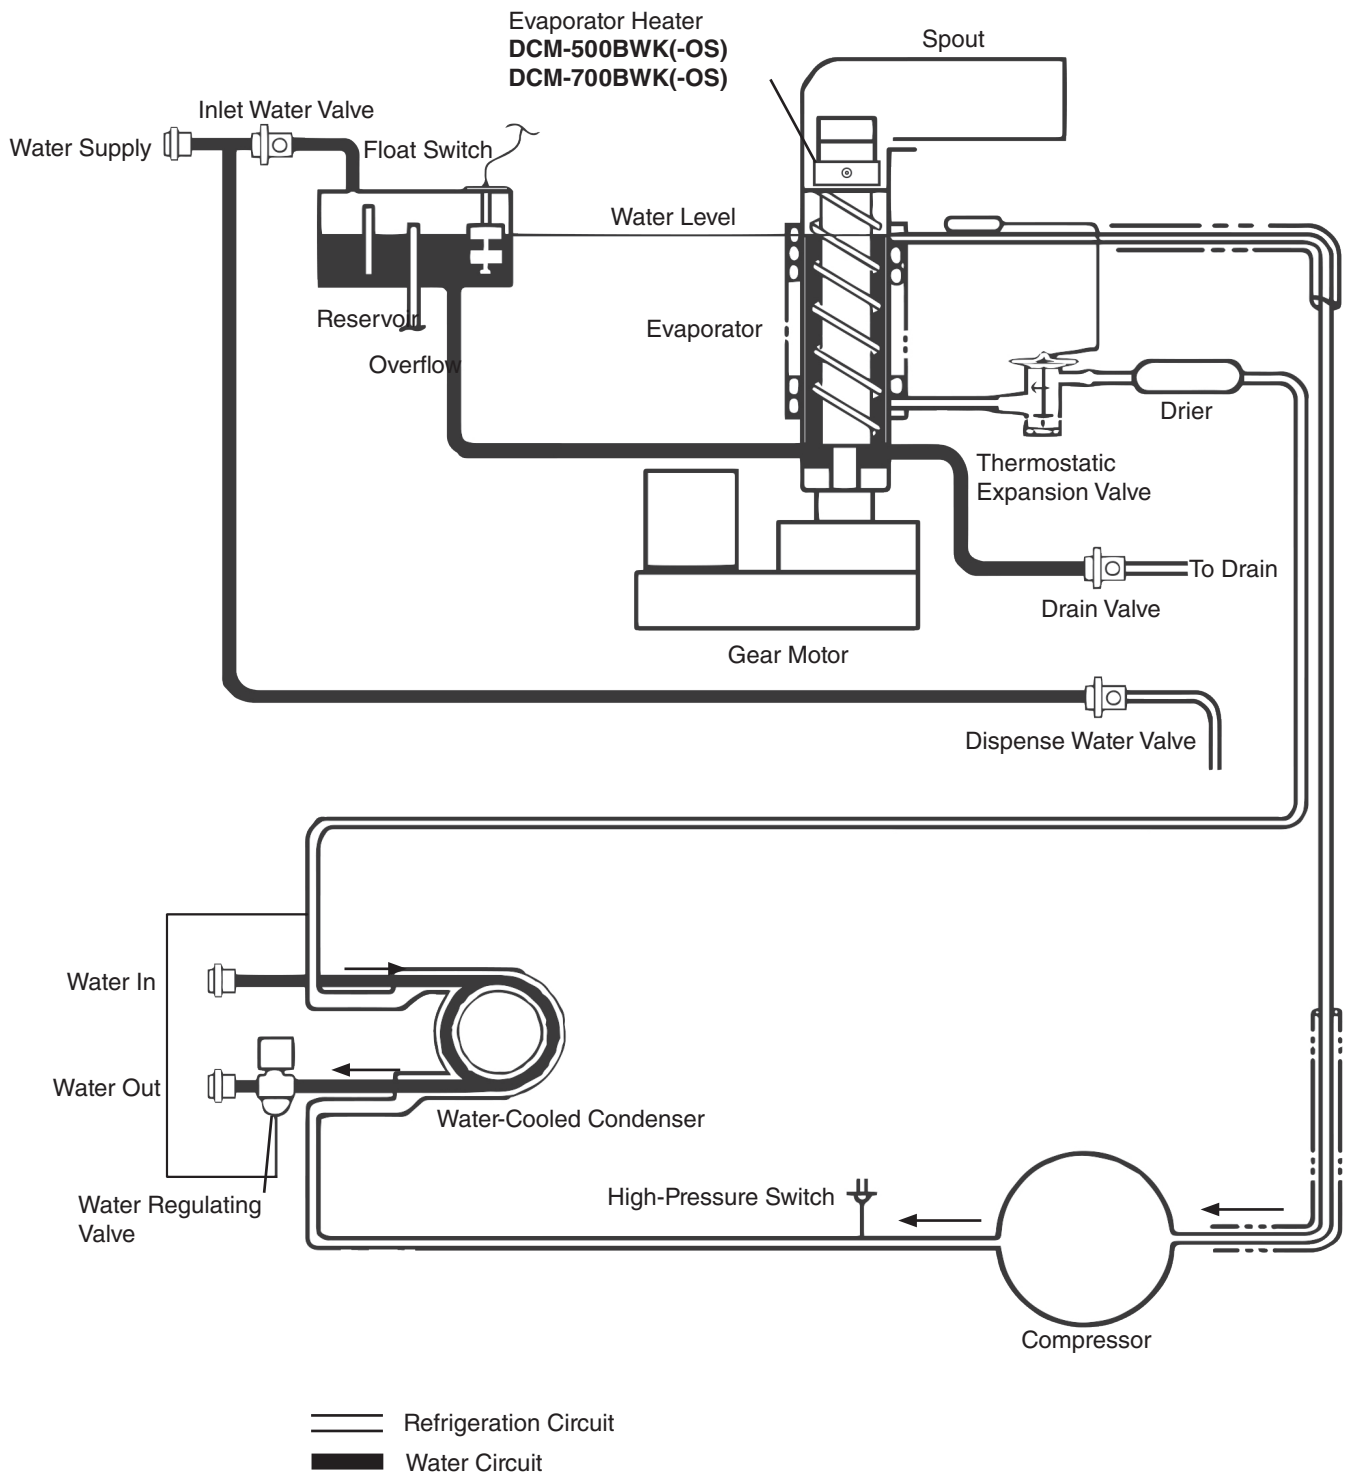 Evaporator Heater
DCM-500BWK(-OS)
DCM-700BWK(-OS)
Spout
Inlet Water Valve
Water Supply
Float Switch
Water Level
Reservoir
Evaporator
Overflow
Drier
Thermostatic
Expansion Valve
To Drain
Drain Valve
Gear Motor
Dispense Water Valve
Water In
Water Out
Water-Cooled Condenser
Water Regulating
Valve
High-Pressure Switch
Compressor
Refrigeration Circuit
Water Circuit